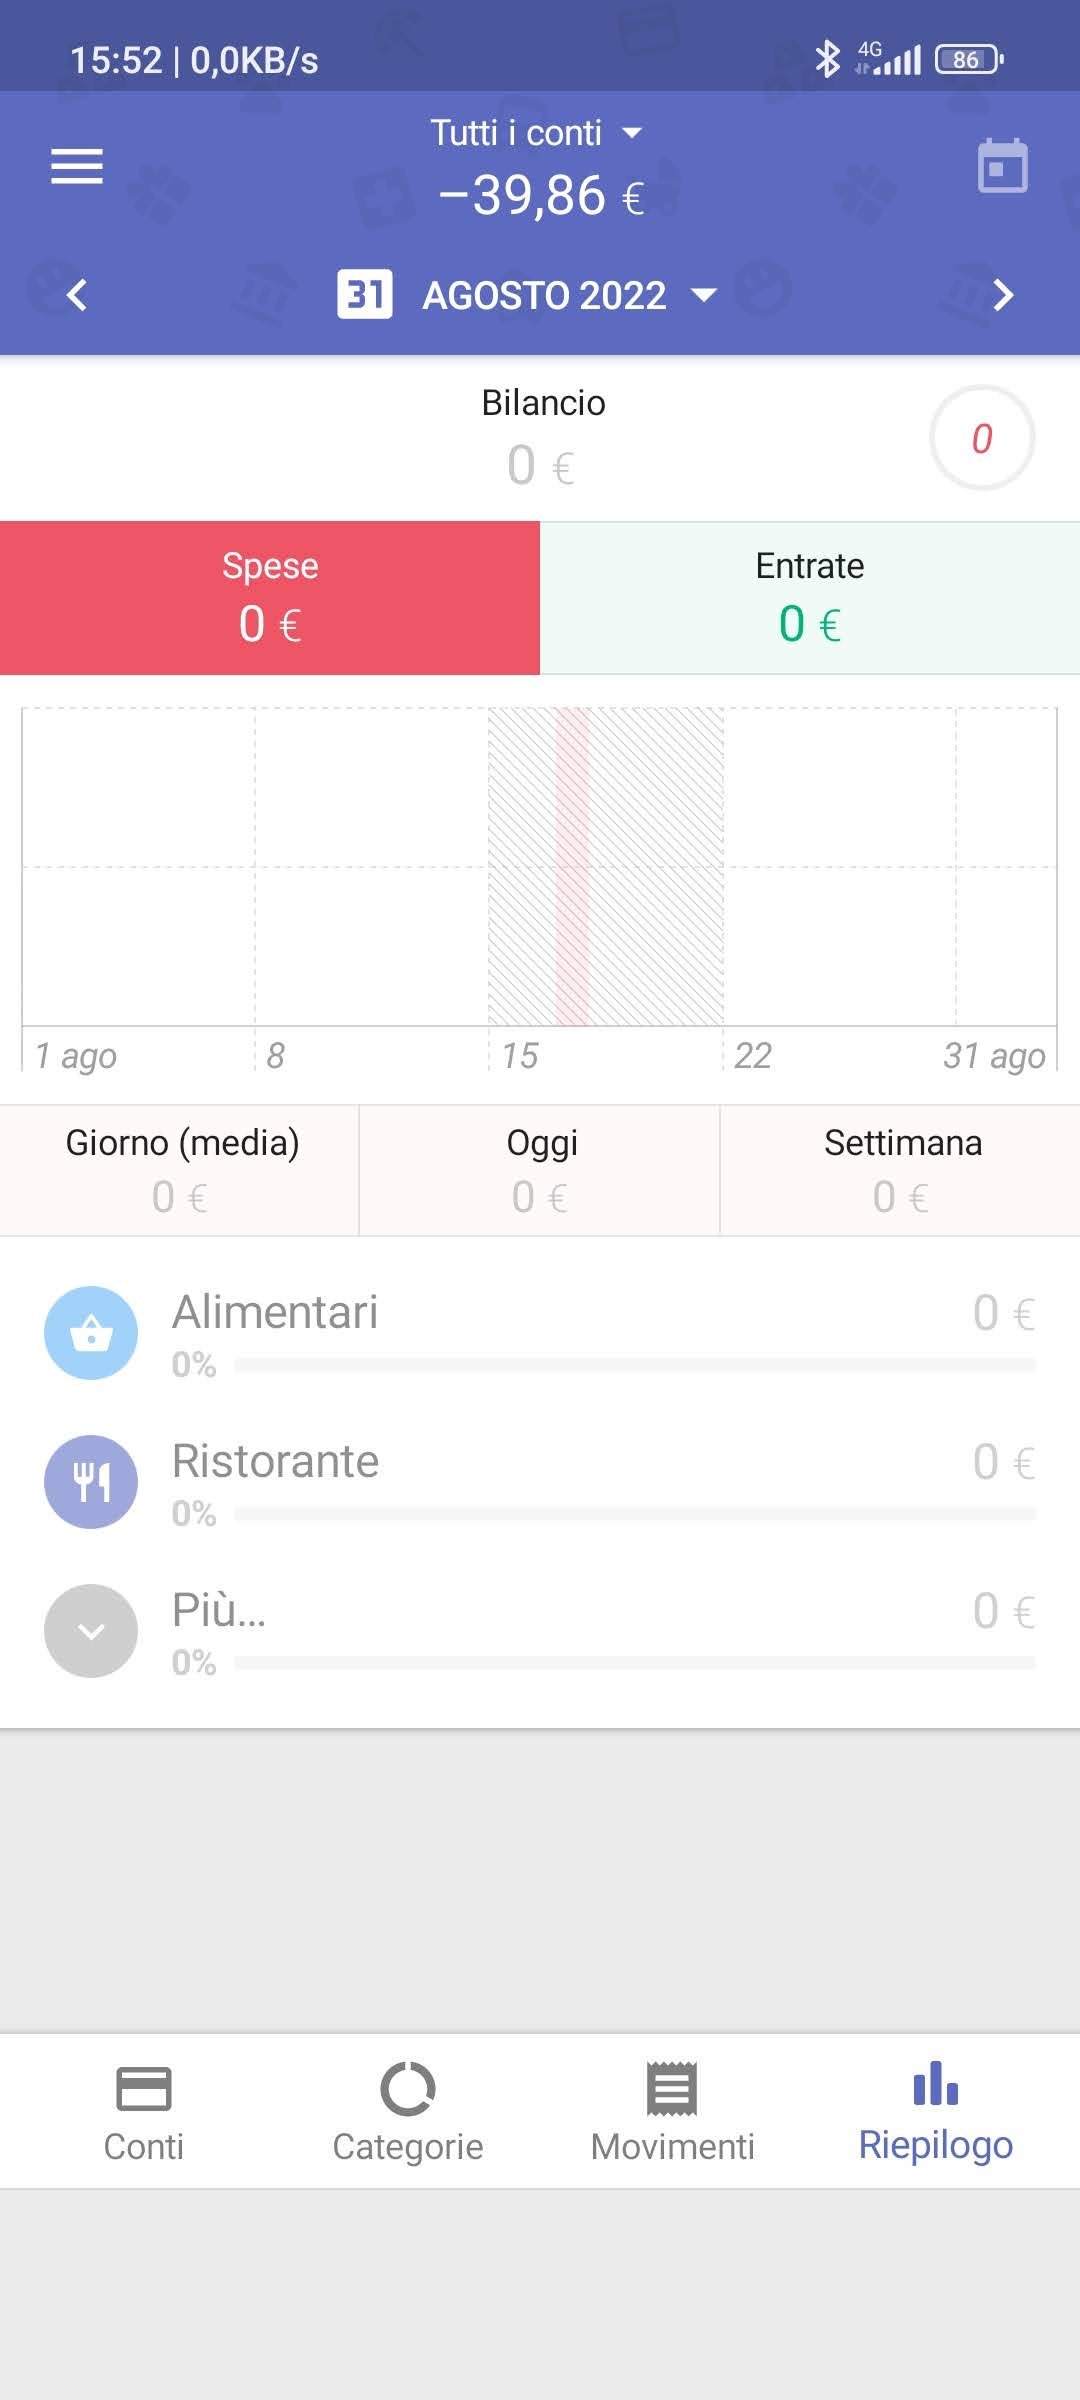 15:52 | 0,0KB/s
4G
86
Tutti i conti
−39,86 €
31 AGOSTO 2022
Bilancio
0 €
0
Spese
0 €
Entrate
0 €
1 ago 8 15 22 31 ago
Giorno (media)
0 €
Oggi
0 €
Settimana
0 €
Alimentari 0 €
0%
Ristorante 0 €
0%
Più... 0 €
0%
Conti
Categorie
Movimenti
Riepilogo